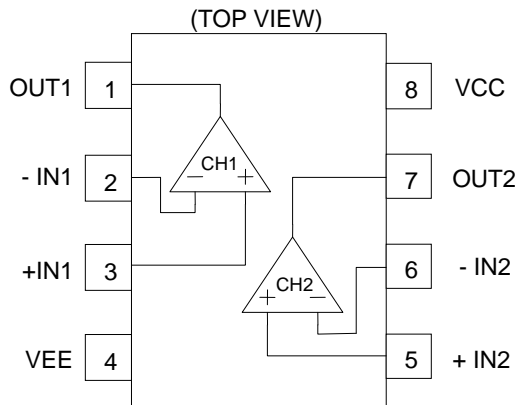 (TOP VIEW)
OUT1 1 8 VCC
CH1
- IN1 2 − + 7 OUT2
+IN1 3 6 - IN2
CH2
+ −
VEE 4 5 + IN2